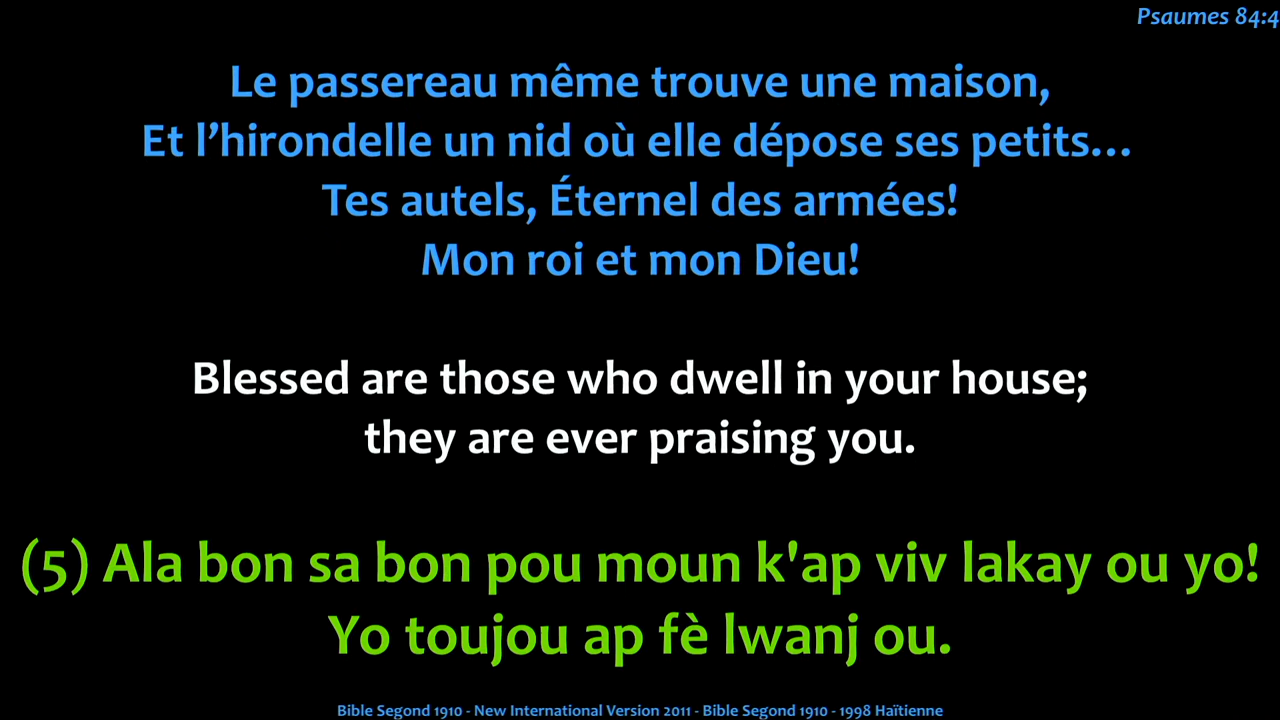 Psaumes 84:4
Le passereau même trouve une maison,
Et l’hirondelle un nid où elle dépose ses petits…
Tes autels, Éternel des armées!
Mon roi et mon Dieu!
Blessed are those who dwell in your house;
they are ever praising you.
(5) Ala bon sa bon pou moun k'ap viv lakay ou yo!
Yo toujou ap fè lwanj ou.
Bible Segond 1910 - New International Version 2011 - Bible Segond 1910 - 1998 Haïtienne